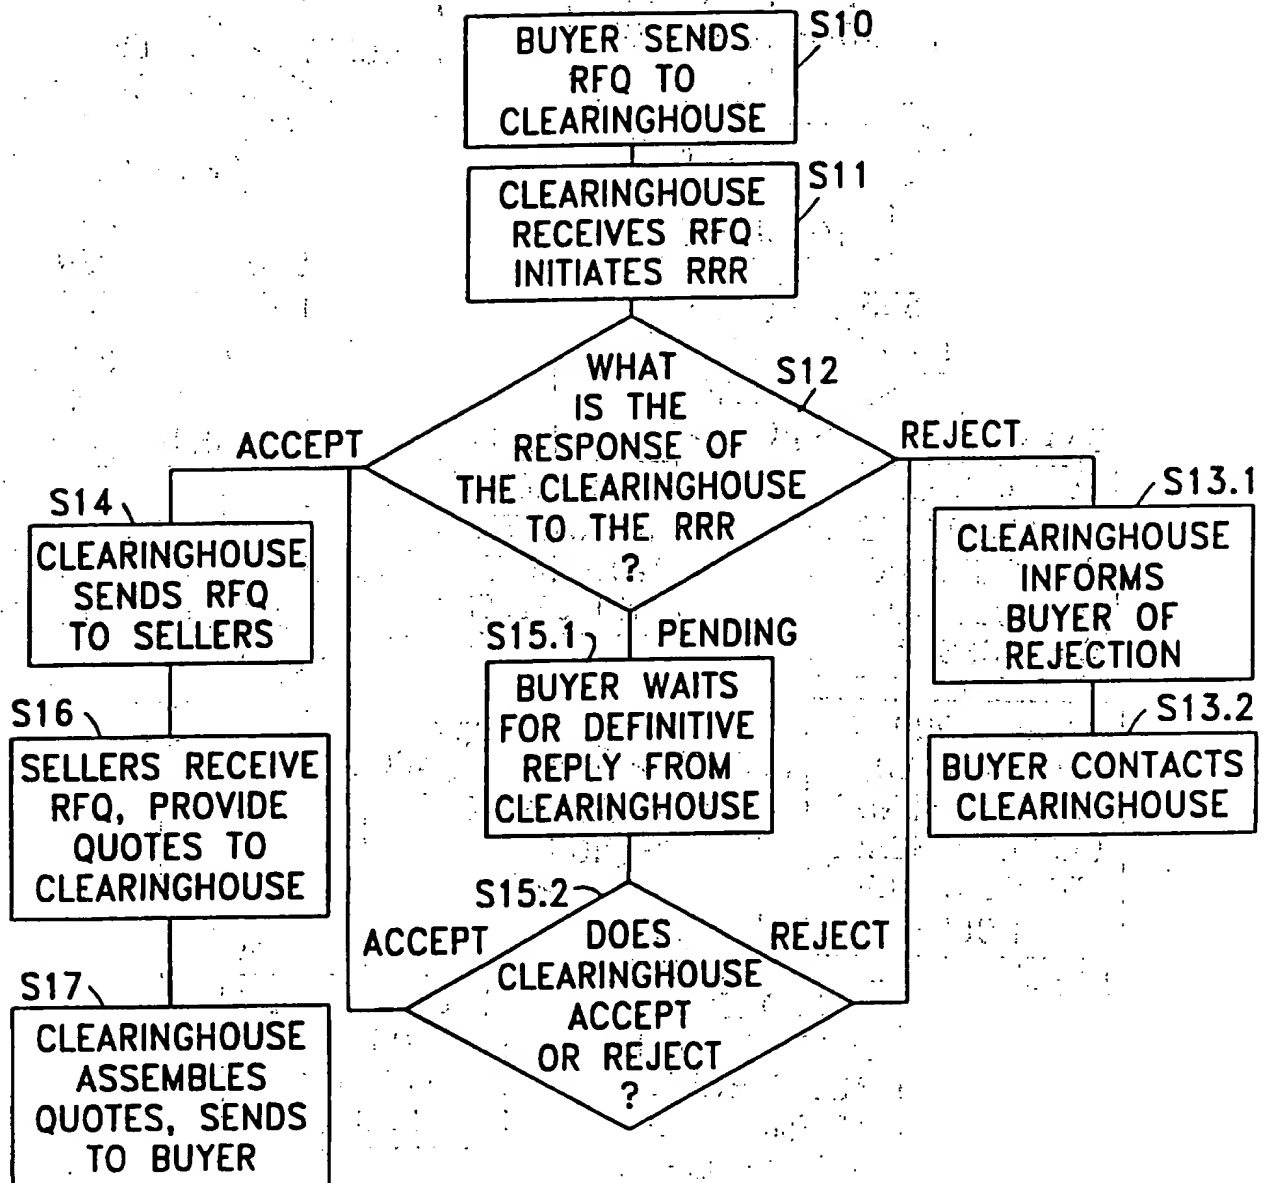 S10
BUYER SENDS
RFQ TO
CLEARINGHOUSE
S11
CLEARINGHOUSE
RECEIVES RFQ
INITIATES RRR
S12
WHAT
IS THE
RESPONSE OF
THE CLEARINGHOUSE
TO THE RRR
?
ACCEPT
REJECT
PENDING
S14
CLEARINGHOUSE
SENDS RFQ
TO SELLERS
S13.1
CLEARINGHOUSE
INFORMS
BUYER OF
REJECTION
S15.1
BUYER WAITS
FOR DEFINITIVE
REPLY FROM
CLEARINGHOUSE
S13.2
BUYER CONTACTS
CLEARINGHOUSE
S16
SELLERS RECEIVE
RFQ, PROVIDE
QUOTES TO
CLEARINGHOUSE
S15.2
ACCEPT
REJECT
DOES
CLEARINGHOUSE
ACCEPT
OR REJECT
?
S17
CLEARINGHOUSE
ASSEMBLES
QUOTES, SENDS
TO BUYER